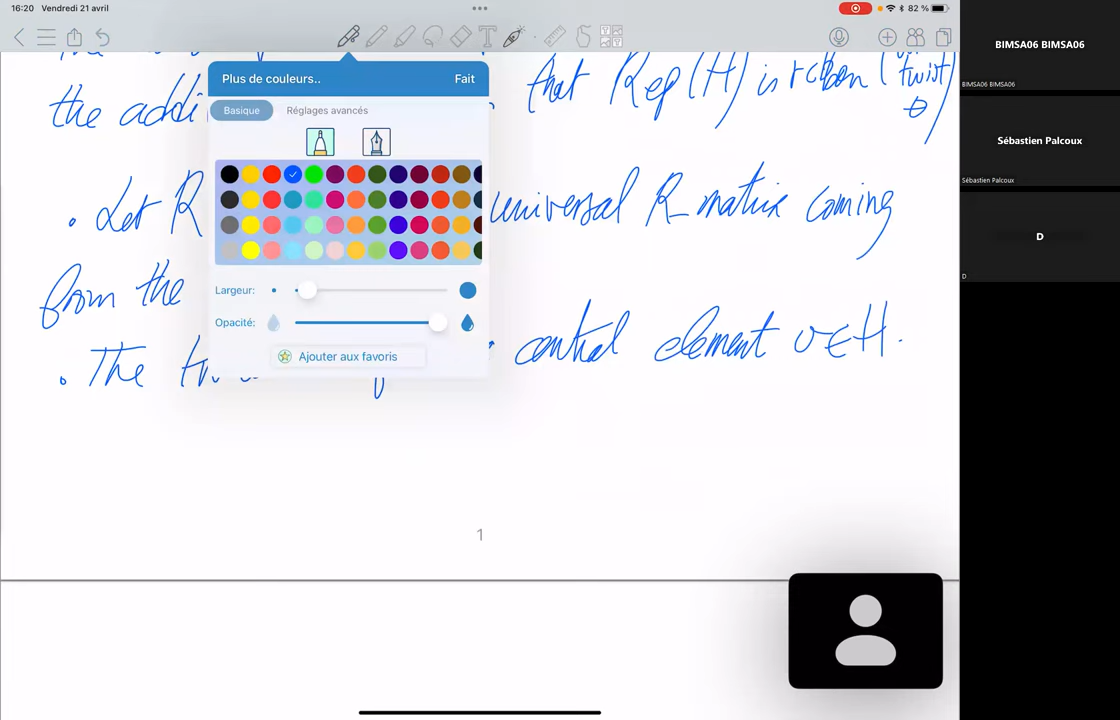 16:20 Vendredi 21 avril
82 %
Plus de couleurs..
Fait
Basique
Réglages avancés
Largeur:
Opacité:
Ajouter aux favoris
the addi that Rep(H) is ribbon (
twist
θ)
• Let R universal R-matrix coming
from the
• The central element v∈H.
1
BIMSA06 BIMSA06
BIMSA06 BIMSA06
Sébastien Palcoux
Sébastien Palcoux
D
D